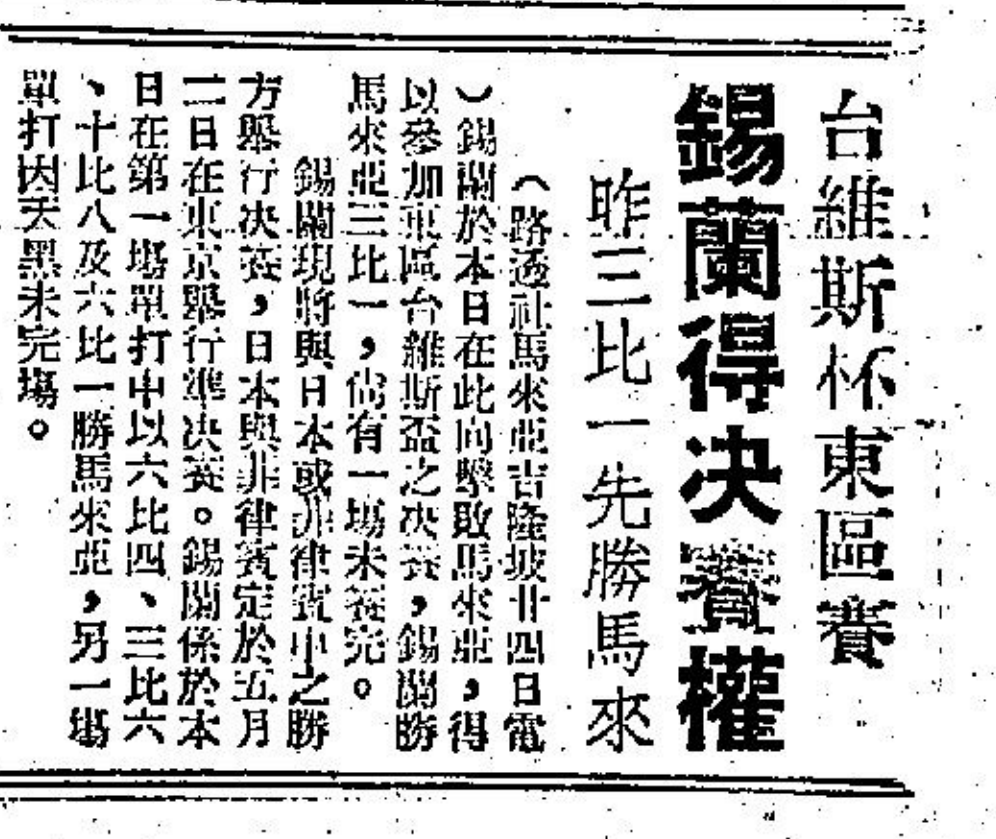 台維斯杯東區賽
錫蘭得決賽權
昨三比一先勝馬來
（路透社馬來亞吉隆坡廿四日電
）錫蘭於本日在此向擊敗馬來亞，得
以參加東區台維斯盃之決賽，錫蘭勝
馬來亞三比一，尚有一場未賽完。
錫蘭現將與日本或非律賓中之勝
方舉行决賽，日本與非律賓定於五月
二日在東京舉行準决賽。錫蘭係於本
日在第一場單打中以六比四、三比六
、十比八及六比一勝馬來亞，另一場
單打因天黑未完場。